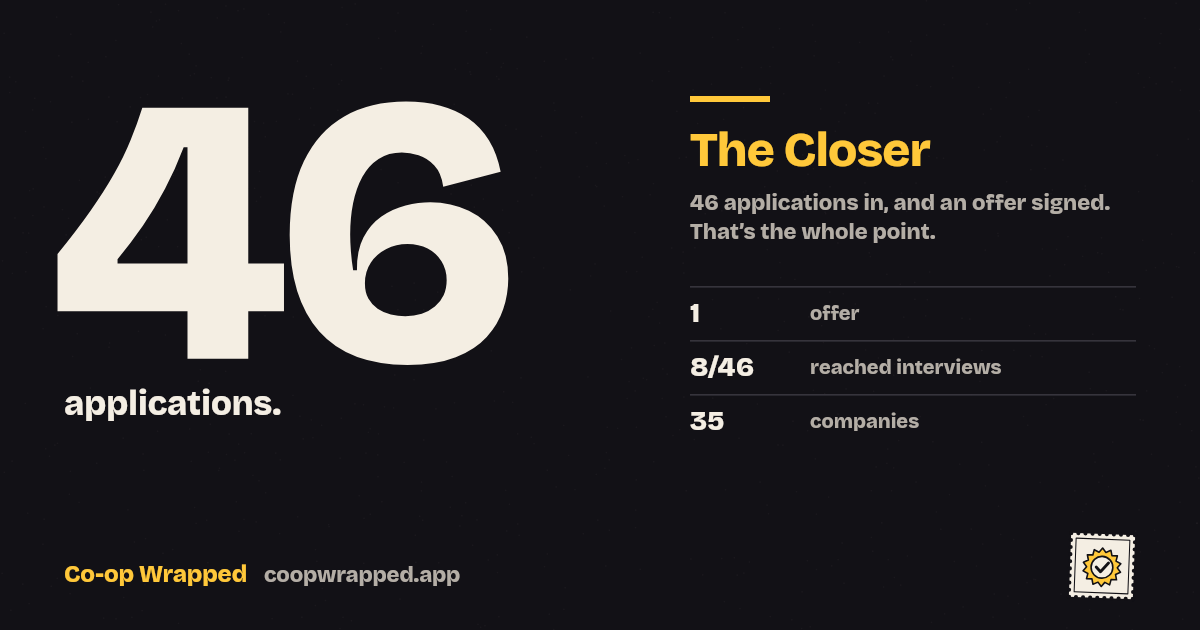 46
applications.
The Closer
46 applications in, and an offer signed.
That's the whole point.
1 offer
8/46 reached interviews
35 companies
Co-op Wrapped coopwrapped.app